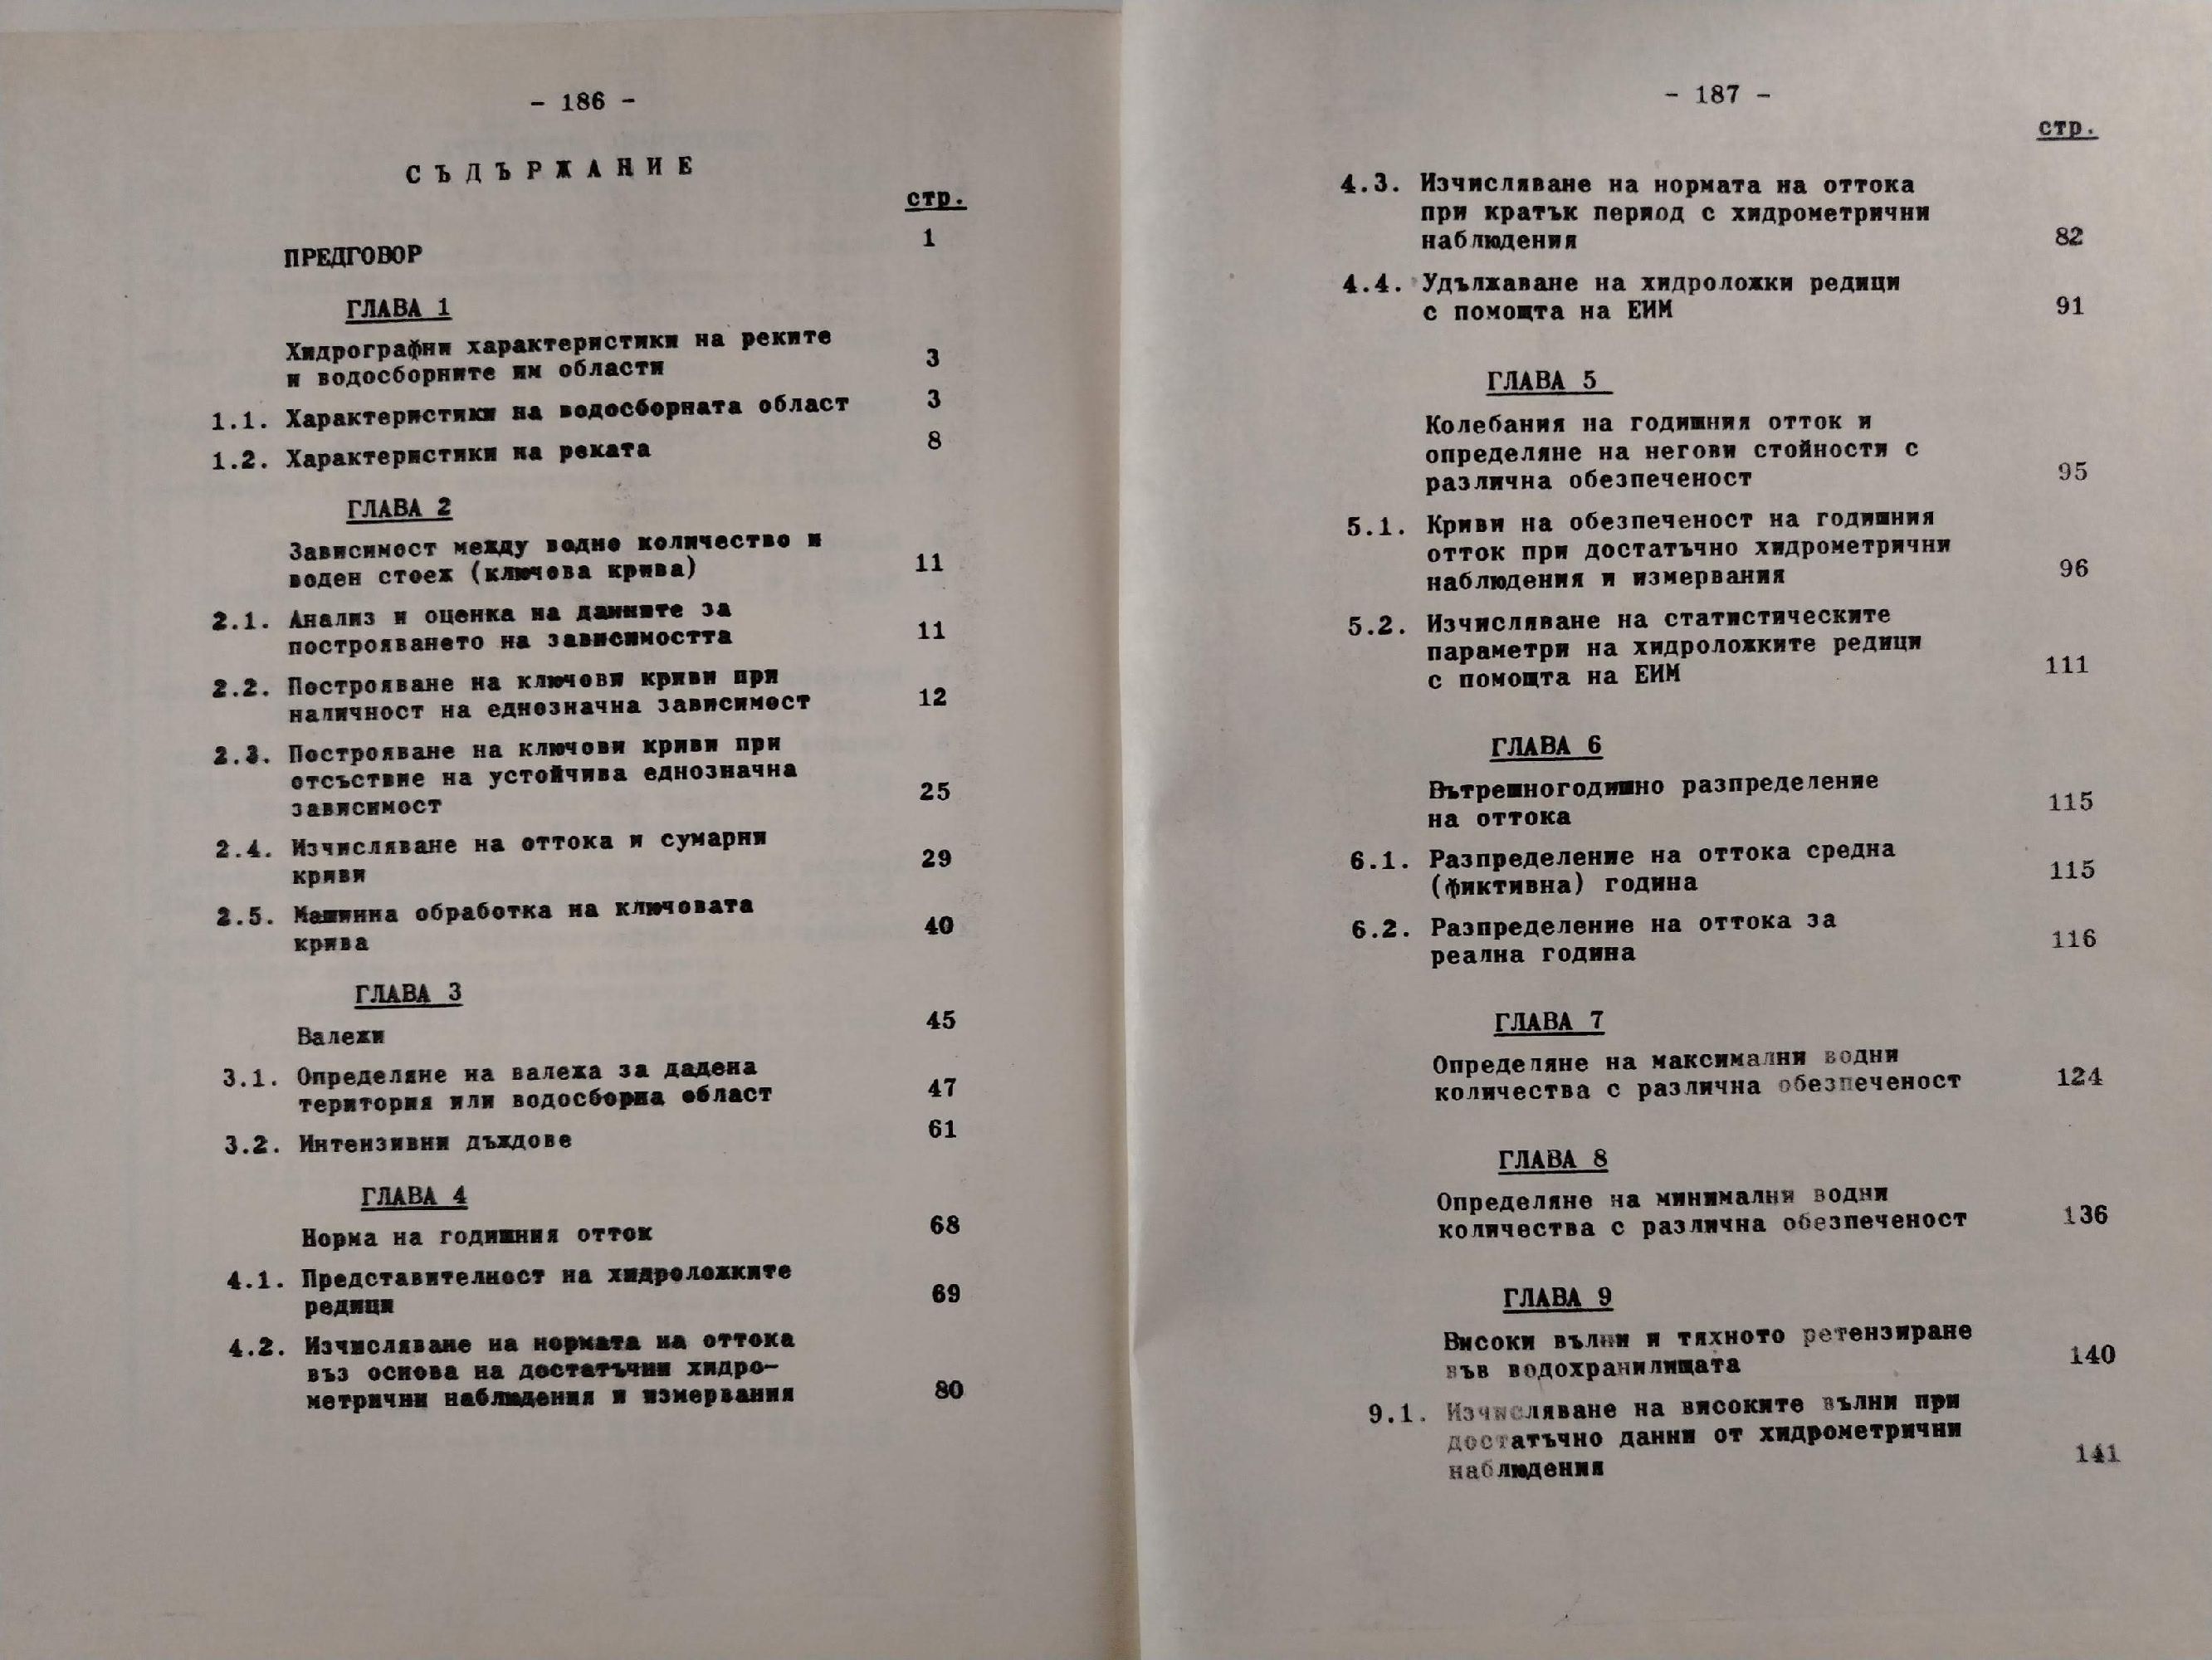 - 186 -
СЪДЪРЖАНИЕ
стр.
ПРЕДГОВОР 1
ГЛАВА 1
Хидрографни характеристики на реките
и водосборните им области 3
1.1. Характеристики на водосборната област 3
1.2. Характеристики на реката 8
ГЛАВА 2
Зависимост между водно количество и
воден стоеж (ключова крива) 11
2.1. Анализ и оценка на данните за
построяването на зависимостта 11
2.2. Построяване на ключови криви при
наличност на еднозначна зависимост 12
2.3. Построяване на ключови криви при
отсъствие на устойчива еднозначна
зависимост 25
2.4. Изчисляване на оттока и сумарни
криви 29
2.5. Машинна обработка на ключовата
крива 40
ГЛАВА 3
Валежи 45
3.1. Определяне на валежа за дадена
територия или водосборна област 47
3.2. Интензивни дъждове 61
ГЛАВА 4
Норма на годишния отток 68
4.1. Представителност на хидроложките
редици 69
4.2. Изчисляване на нормата на оттока
въз основа на достатъчни хидро-
метрични наблюдения и измервания 80
- 187 -
стр.
4.3. Изчисляване на нормата на оттока
при кратък период с хидрометрични
наблюдения 82
4.4. Удължаване на хидроложки редици
с помощта на ЕИМ 91
ГЛАВА 5
Колебания на годишния отток и
определяне на негови стойности с
различна обезпеченост 95
5.1. Криви на обезпеченост на годишния
отток при достатъчно хидрометрични
наблюдения и измервания 96
5.2. Изчисляване на статистическите
параметри на хидроложките редици
с помощта на ЕИМ 111
ГЛАВА 6
Вътрешногодишно разпределение
на оттока 115
6.1. Разпределение на оттока средна
(фиктивна) година 115
6.2. Разпределение на оттока за
реална година 116
ГЛАВА 7
Определяне на максимални водни
количества с различна обезпеченост 124
ГЛАВА 8
Определяне на минимални водни
количества с различна обезпеченост 136
ГЛАВА 9
Високи вълни и тяхното ретензиране
във водохранилищата 140
9.1. Изчисляване на високите вълни при
достатъчно данни от хидрометрични
наблюдения 141